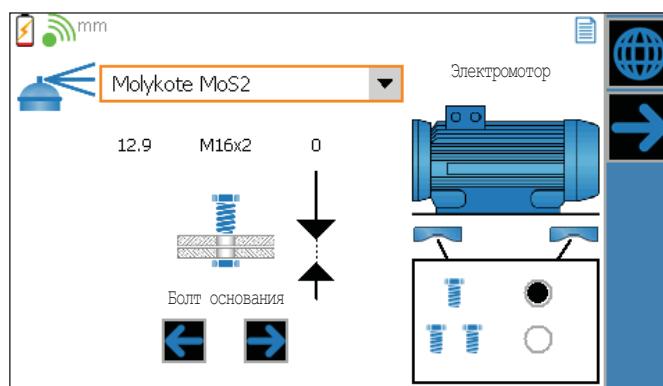 mm
Molykote MoS2
Электромотор
12.9 M16x2 0
Болт основания